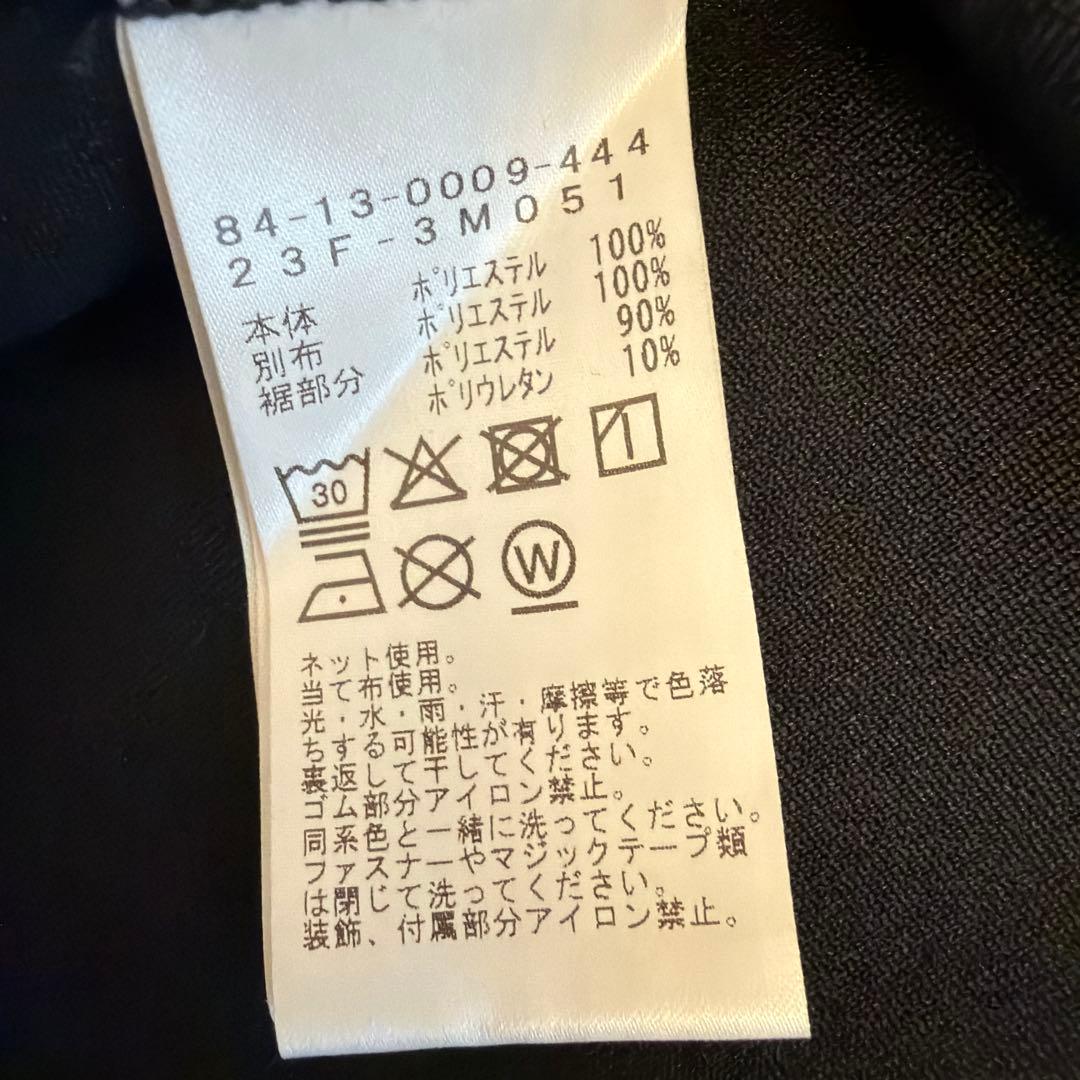 84-13-0009-444
23F-3M051
本体 ポリエステル 100%
別布 ポリエステル 100%
裾部分 ポリエステル 90%
ポリウレタン 10%
30
W
ネット使用。
当て布使用。
光・水・雨・汗・摩擦等で色落
ちする可能性が有ります。
裏返して干してください。
ゴム部分アイロン禁止。
同系色と一緒に洗ってください。
ファスナーやマジックテープ類
は閉じて洗ってください。
装飾、付属部分アイロン禁止。